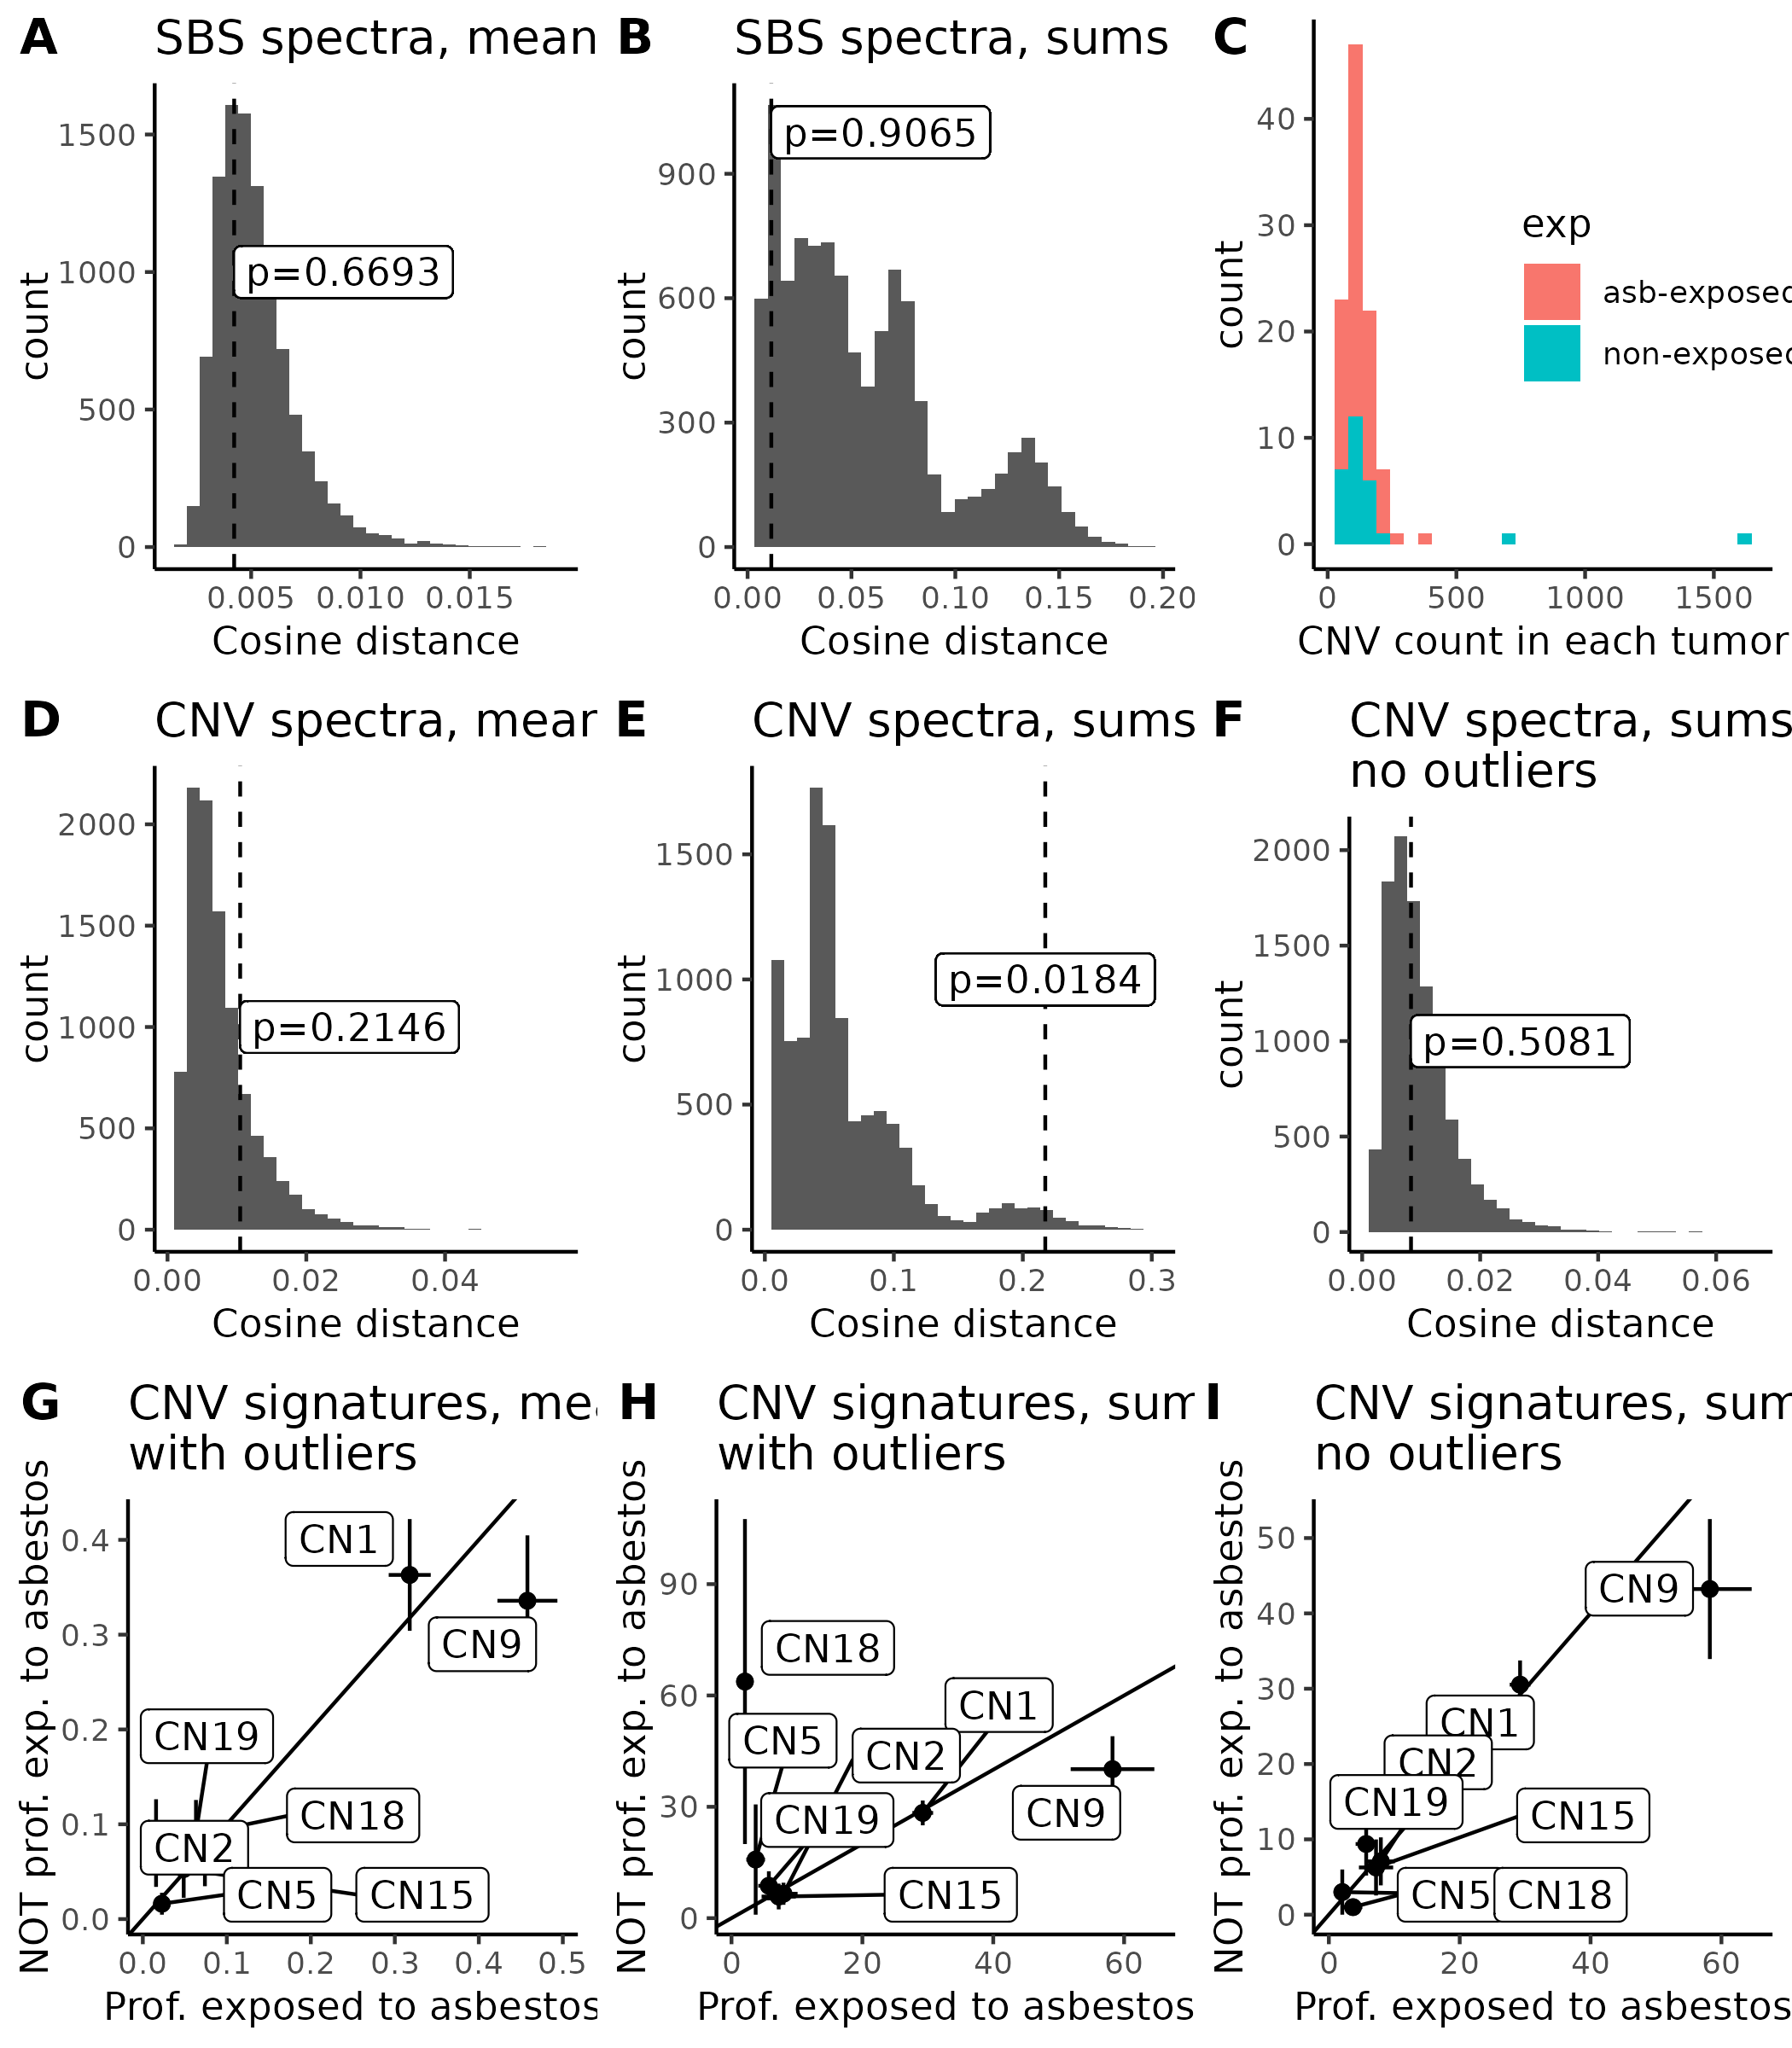 A
SBS spectra, mean
1500
1000
500
0
count
p=0.6693
0.005 0.010 0.015
Cosine distance
B
SBS spectra, sums
900
600
300
0
count
p=0.9065
0.00 0.05 0.10 0.15 0.20
Cosine distance
C
40
30
20
10
0
count
exp
asb-exposed
non-exposed
0 500 1000 1500
CNV count in each tumor
D
CNV spectra, mear
2000
1500
1000
500
0
count
p=0.2146
0.00 0.02 0.04
Cosine distance
E
CNV spectra, sums
1500
1000
500
0
count
p=0.0184
0.0 0.1 0.2 0.3
Cosine distance
F
CNV spectra, sums
no outliers
2000
1500
1000
500
0
count
p=0.5081
0.00 0.02 0.04 0.06
Cosine distance
G
CNV signatures, mea
with outliers
0.4
0.3
0.2
0.1
0.0
NOT prof. exp. to asbestos
CN1
CN9
CN19
CN18
CN2
CN5
CN15
0.0 0.1 0.2 0.3 0.4 0.5
Prof. exposed to asbestos
H
CNV signatures, sum
with outliers
90
60
30
0
NOT prof. exp. to asbestos
CN18
CN1
CN5
CN2
CN19
CN9
CN15
0 20 40 60
Prof. exposed to asbestos
I
CNV signatures, sum
no outliers
50
40
30
20
10
0
NOT prof. exp. to asbestos
CN9
CN1
CN2
CN19
CN15
CN5
CN18
0 20 40 60
Prof. exposed to asbestos